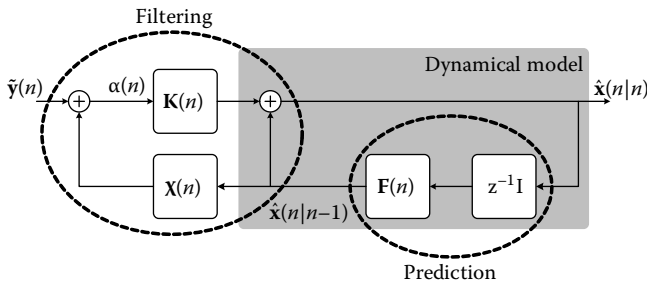 Filtering
Dynamical model
ỹ(n)
+
α(n)
K(n)
+
x̂(n|n)
χ(n)
x̂(n|n−1)
F(n)
z⁻¹I
Prediction